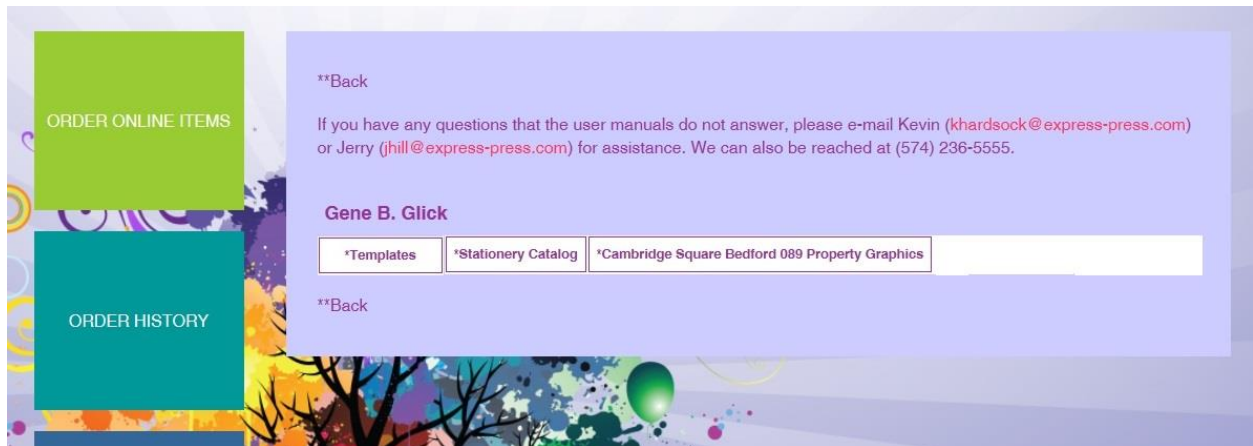 ORDER ONLINE ITEMS
ORDER HISTORY
**Back
If you have any questions that the user manuals do not answer, please e-mail Kevin (khardsock@express-press.com)
or Jerry (jhill@express-press.com) for assistance. We can also be reached at (574) 236-5555.
Gene B. Glick
*Templates *Stationery Catalog *Cambridge Square Bedford 089 Property Graphics
**Back